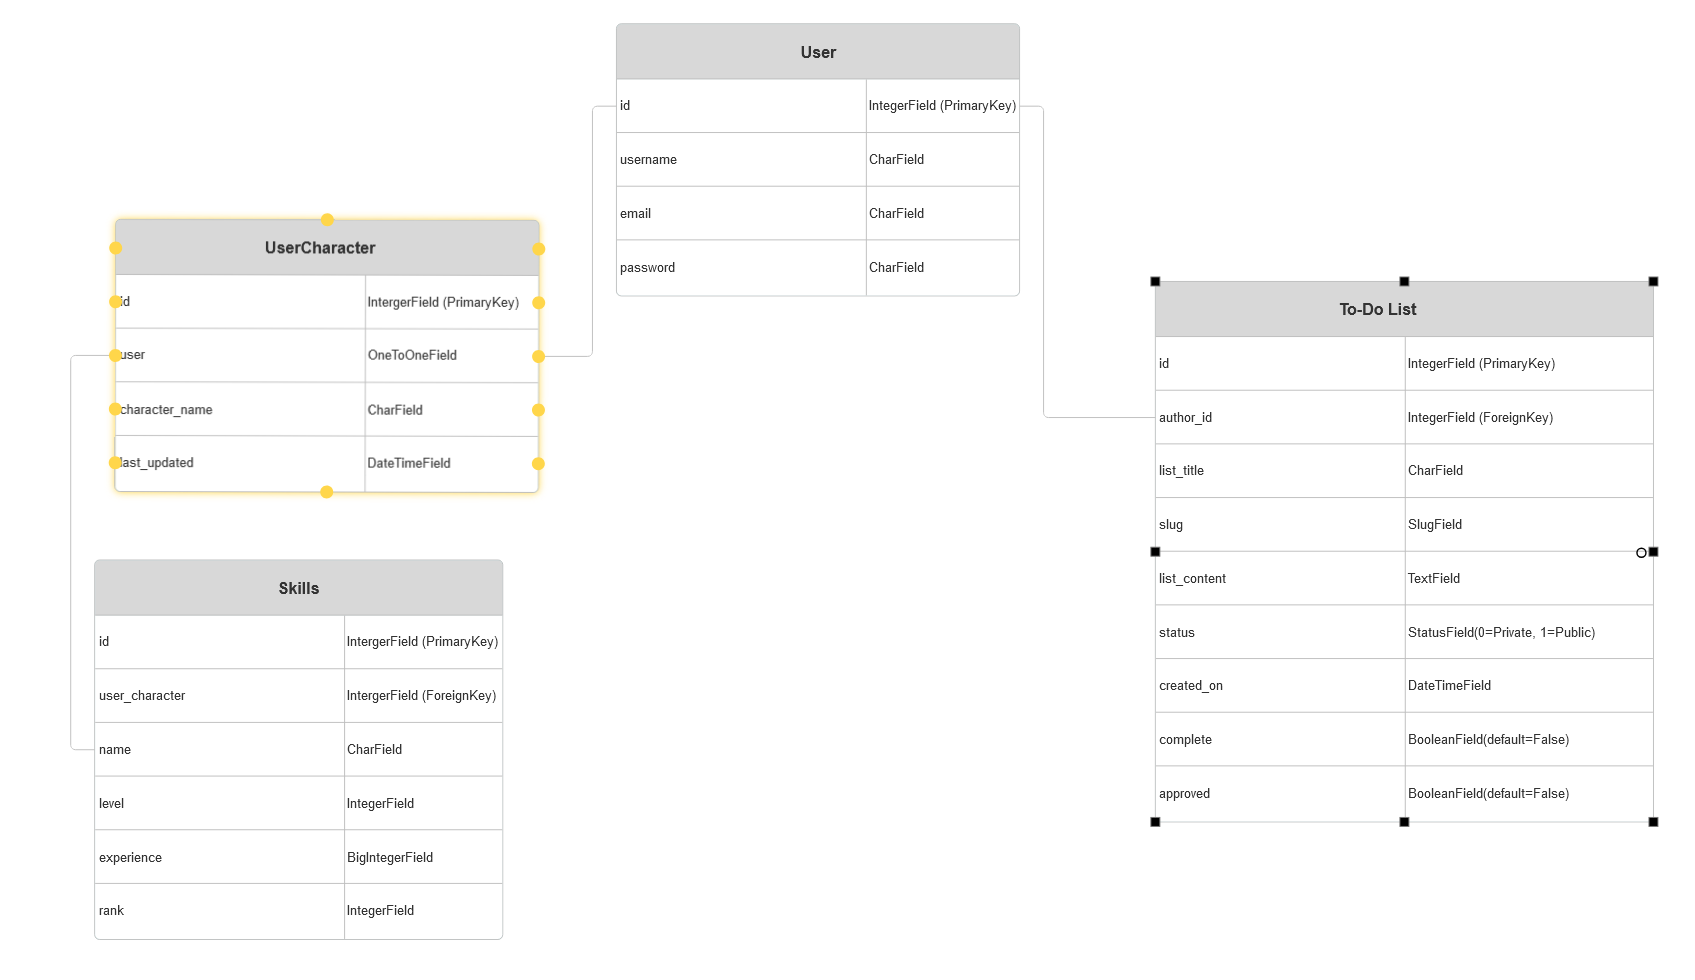 User
id IntegerField (PrimaryKey)
username CharField
email CharField
password CharField
UserCharacter
id IntergerField (PrimaryKey)
user OneToOneField
character_name CharField
last_updated DateTimeField
Skills
id IntergerField (PrimaryKey)
user_character IntergerField (ForeignKey)
name CharField
level IntegerField
experience BigIntegerField
rank IntegerField
To-Do List
id IntegerField (PrimaryKey)
author_id IntegerField (ForeignKey)
list_title CharField
slug SlugField
list_content TextField
status StatusField(0=Private, 1=Public)
created_on DateTimeField
complete BooleanField(default=False)
approved BooleanField(default=False)